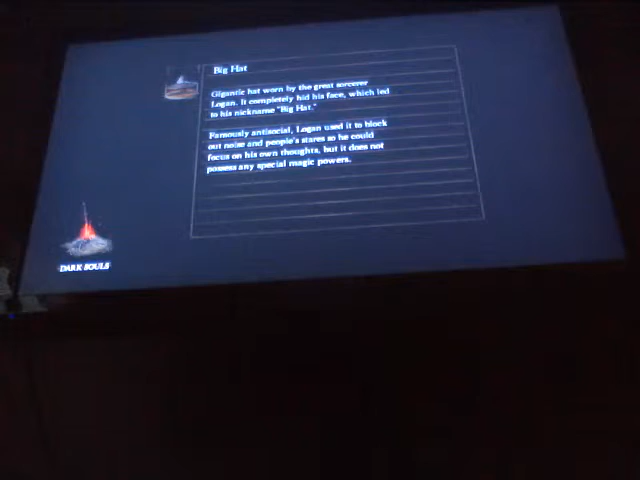 Big Hat
Gigantic hat worn by the great sorcerer
Logan. It completely hid his face, which led
to his nickname "Big Hat."
Famously antisocial, Logan used it to block
out noise and people's stares so he could
focus on his own thoughts, but it does not
possess any special magic powers.
DARK SOULS